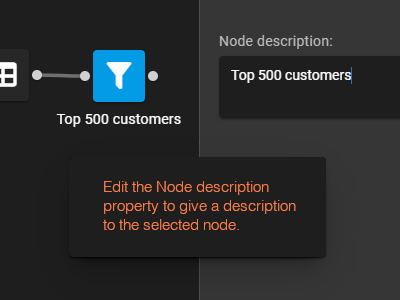 Node description:
Top 500 customers
Top 500 customers
Edit the Node description
property to give a description
to the selected node.